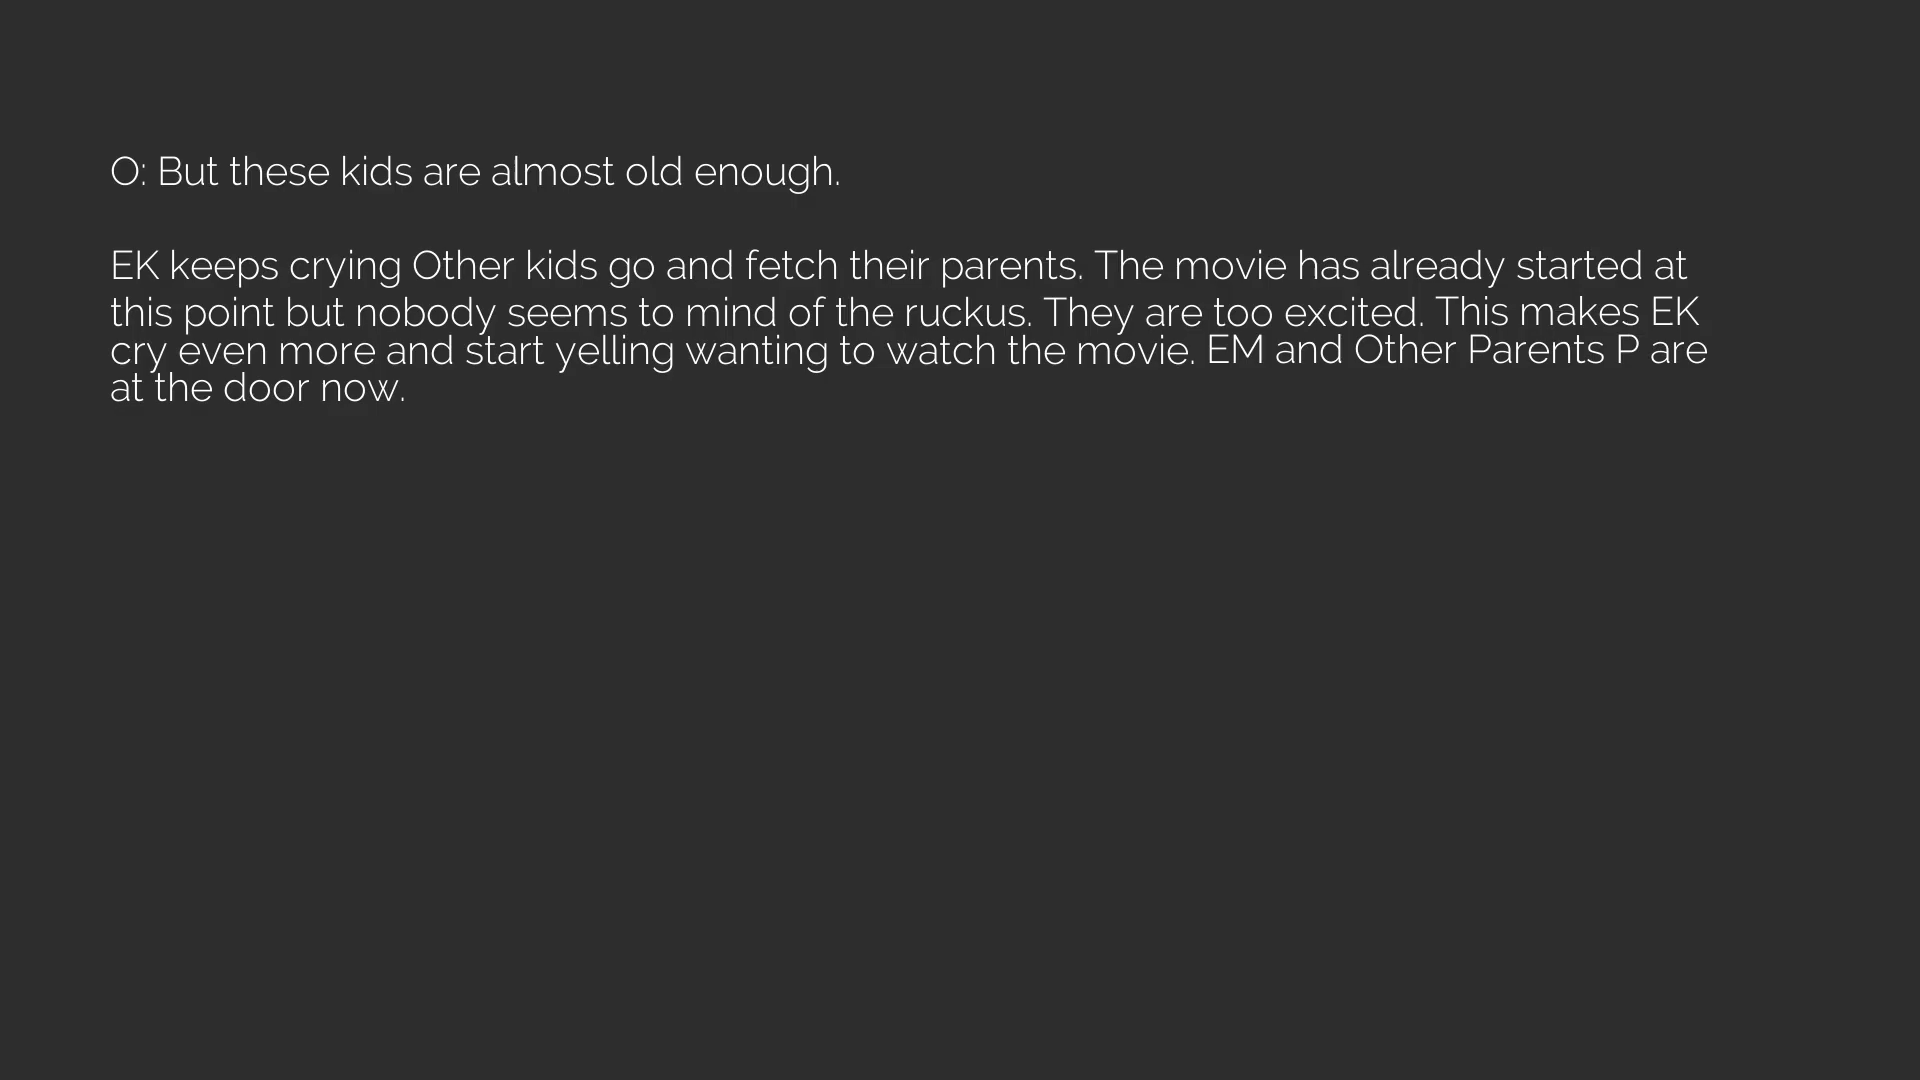 O: But these kids are almost old enough.
EK keeps crying Other kids go and fetch their parents. The movie has already started at
this point but nobody seems to mind of the ruckus. They are too excited. This makes EK
cry even more and start yelling wanting to watch the movie. EM and Other Parents P are
at the door now.